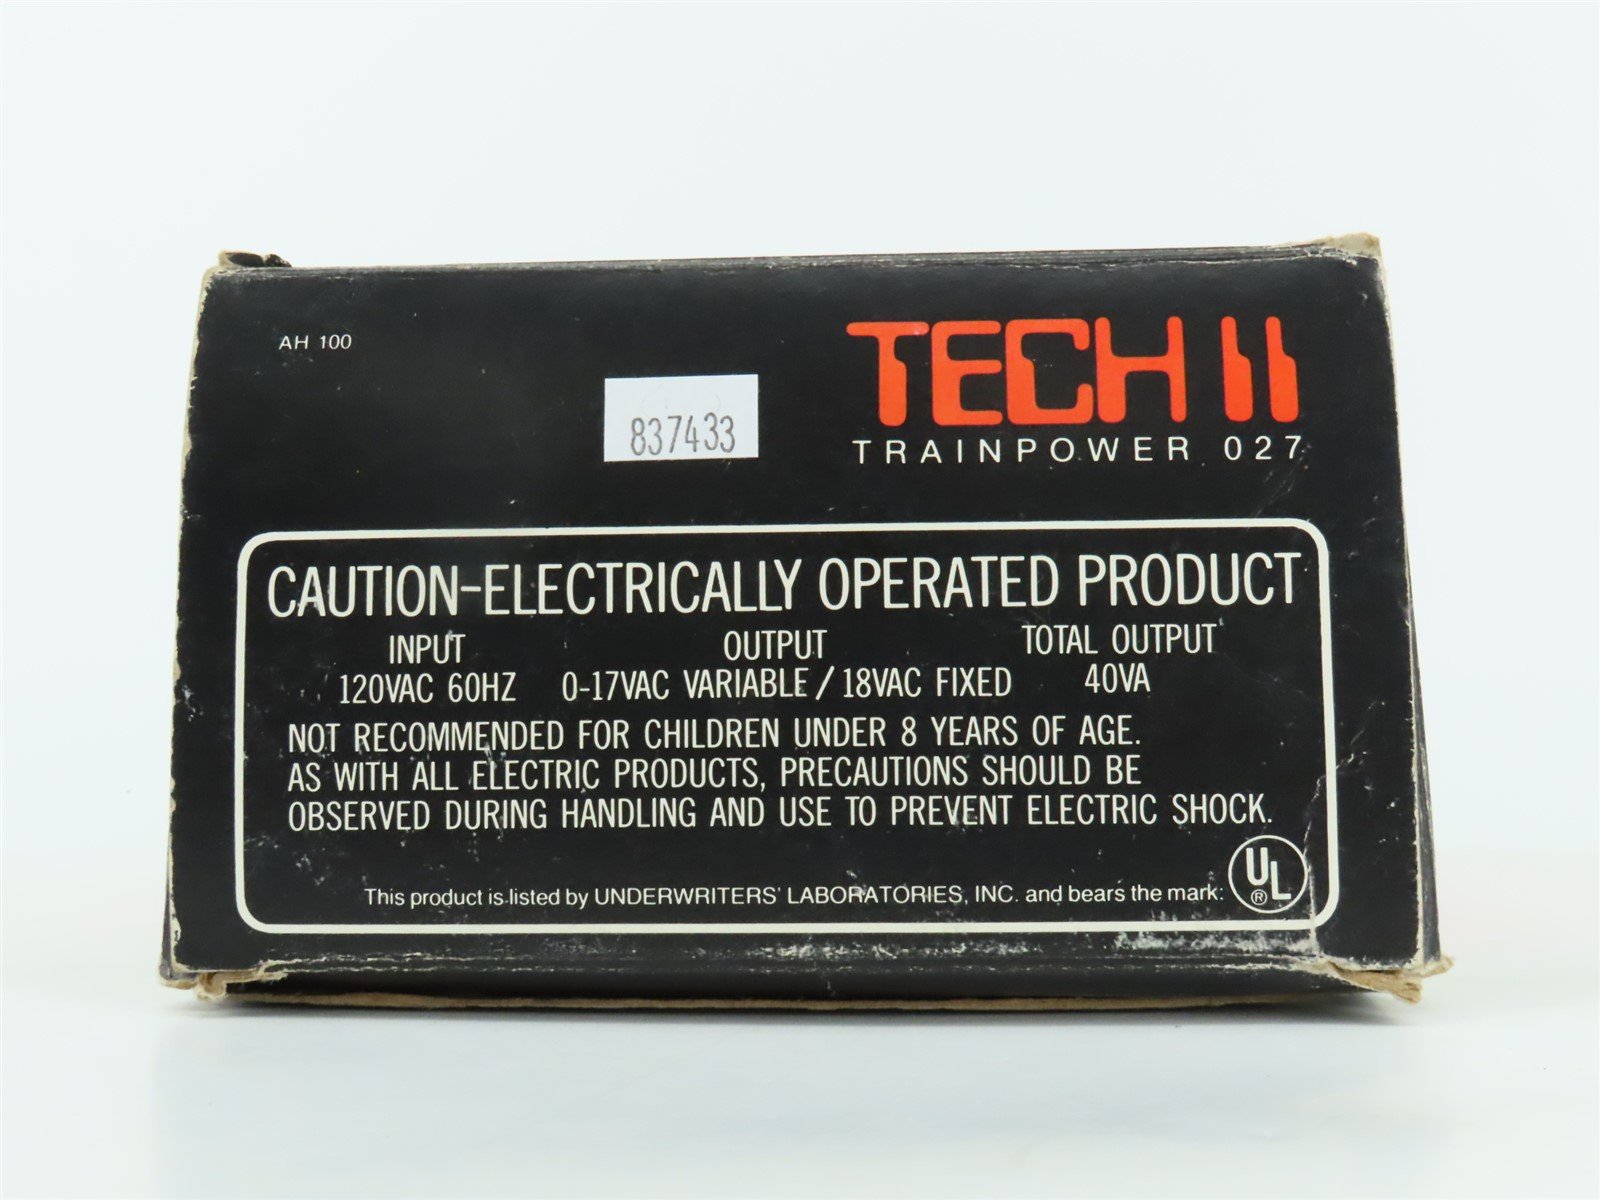 AH 100
TECH II
TRAINPOWER 027
837433
CAUTION-ELECTRICALLY OPERATED PRODUCT
INPUT OUTPUT TOTAL OUTPUT
120VAC 60HZ 0-17VAC VARIABLE / 18VAC FIXED 40VA
NOT RECOMMENDED FOR CHILDREN UNDER 8 YEARS OF AGE.
AS WITH ALL ELECTRIC PRODUCTS, PRECAUTIONS SHOULD BE
OBSERVED DURING HANDLING AND USE TO PREVENT ELECTRIC SHOCK.
This product is listed by UNDERWRITERS' LABORATORIES, INC. and bears the mark: UL ®